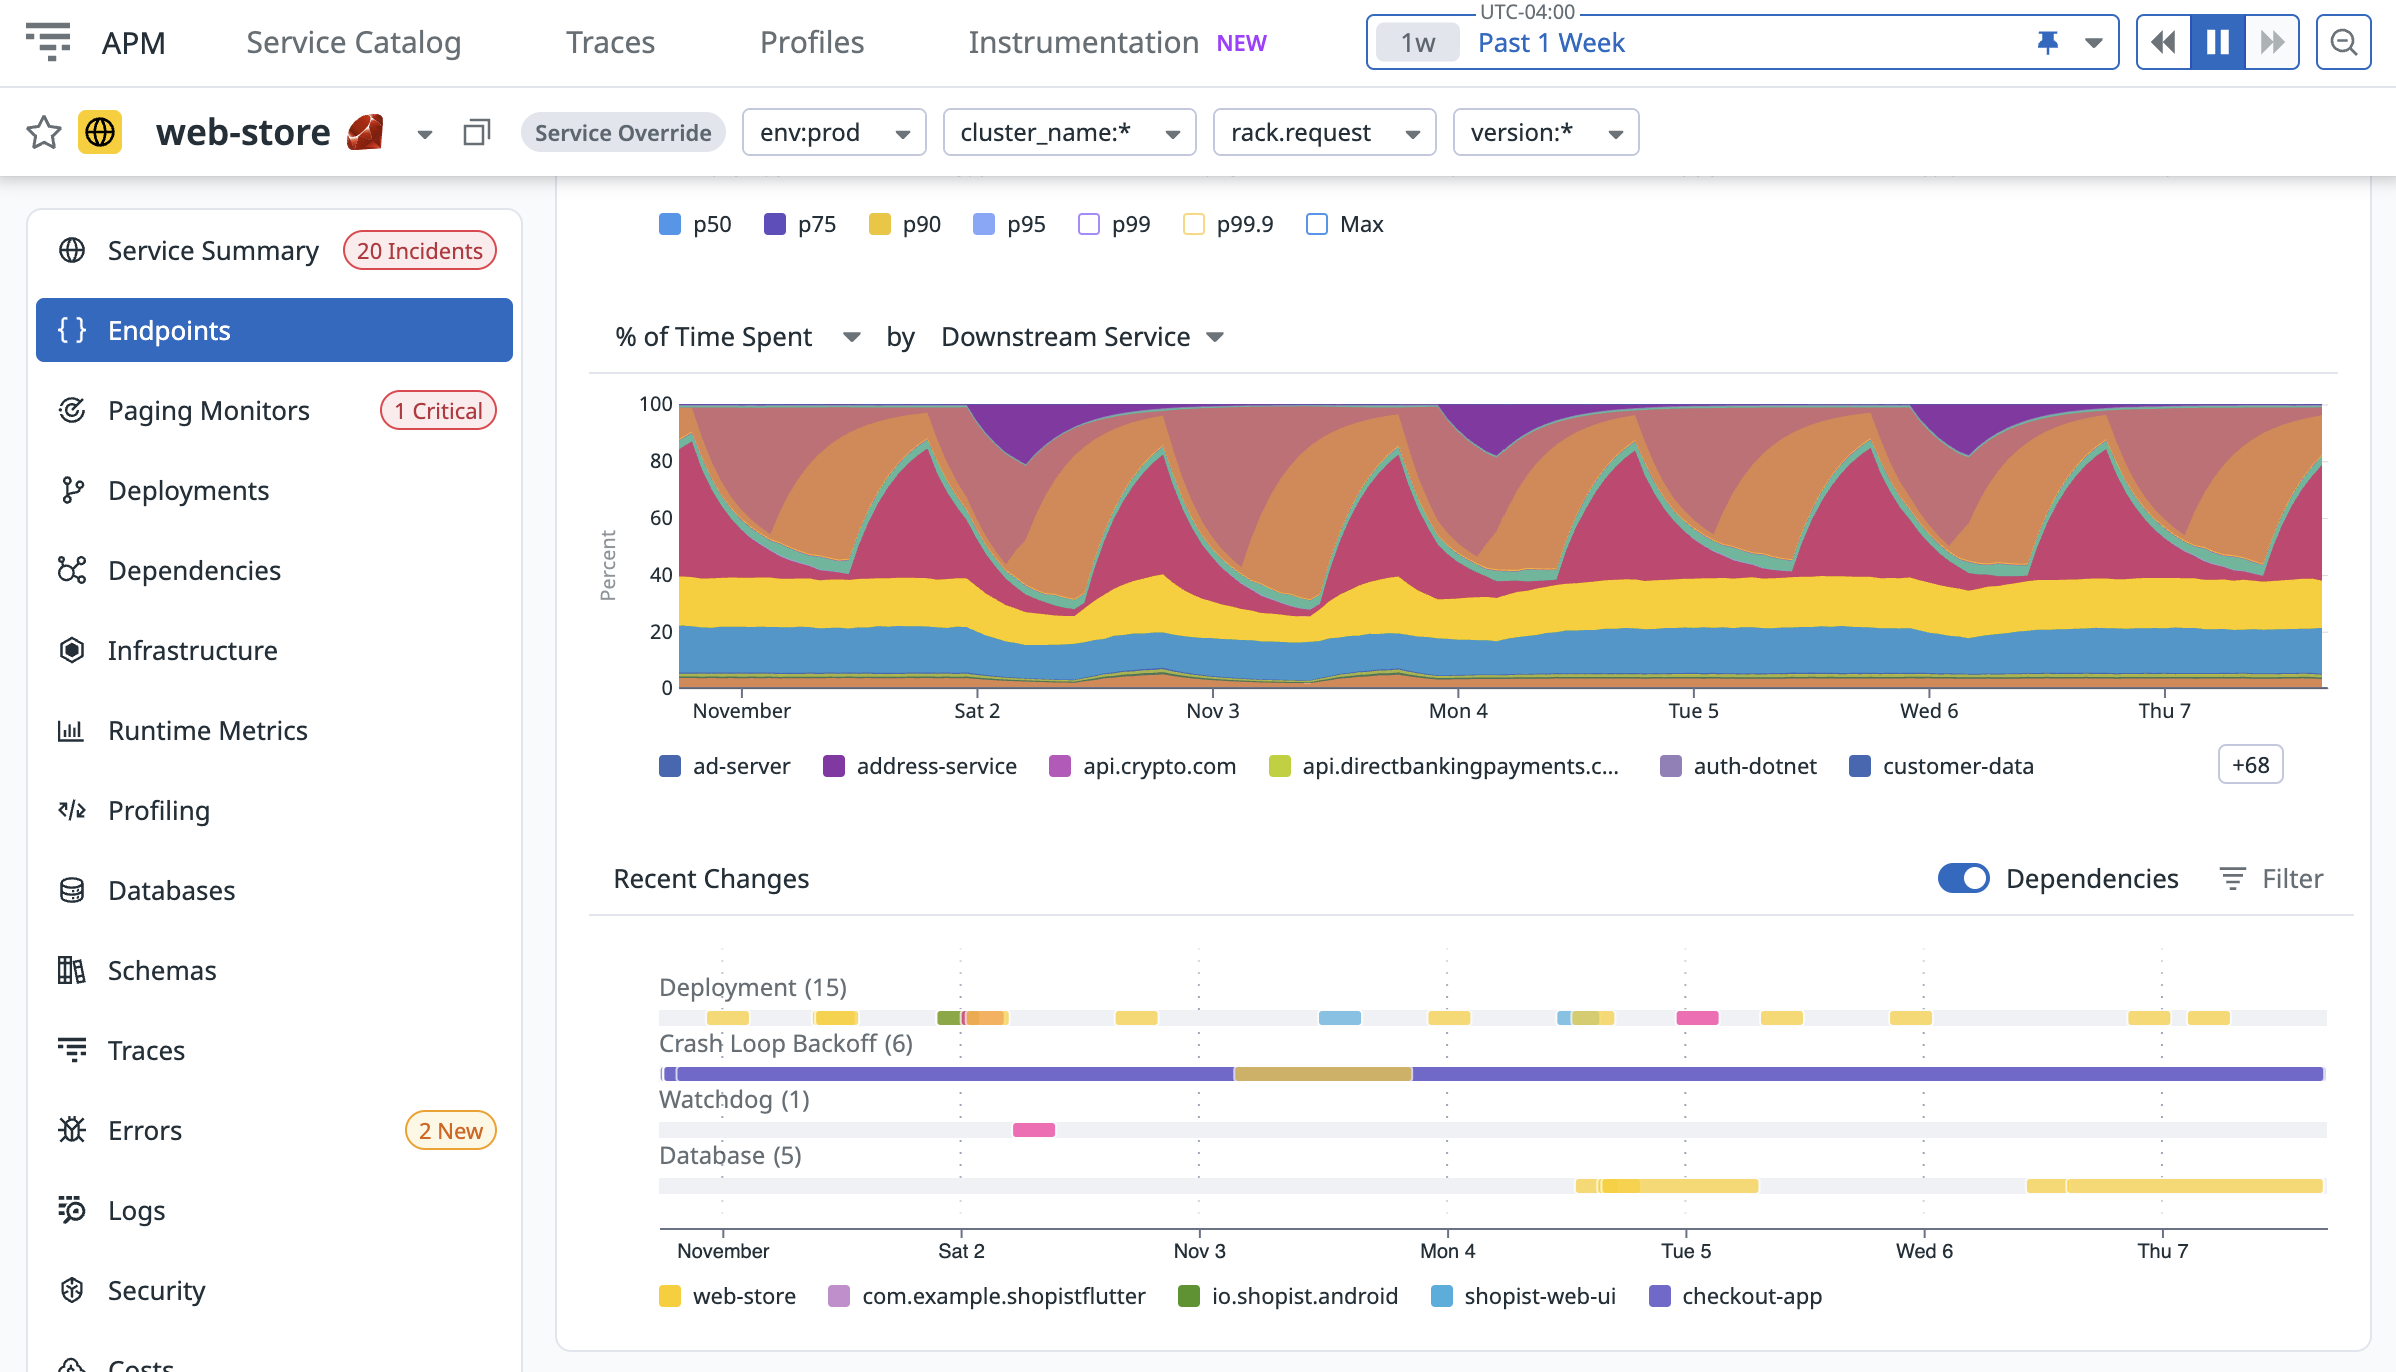 APM Service Catalog Traces Profiles Instrumentation NEW 1w UTC-04:00 Past 1 Week
web-store Service Override env:prod cluster_name:* rack.request version:*
Service Summary 20 Incidents
Endpoints
Paging Monitors 1 Critical
Deployments
Dependencies
Infrastructure
Runtime Metrics
Profiling
Databases
Schemas
Traces
Errors 2 New
Logs
Security
Costs
p50 p75 p90 p95 p99 p99.9 Max
% of Time Spent by Downstream Service
Percent
100
80
60
40
20
0
November Sat 2 Nov 3 Mon 4 Tue 5 Wed 6 Thu 7
ad-server address-service api.crypto.com api.directbankingpayments.c... auth-dotnet customer-data +68
Recent Changes Dependencies Filter
Deployment (15)
Crash Loop Backoff (6)
Watchdog (1)
Database (5)
November Sat 2 Nov 3 Mon 4 Tue 5 Wed 6 Thu 7
web-store com.example.shopistflutter io.shopist.android shopist-web-ui checkout-app